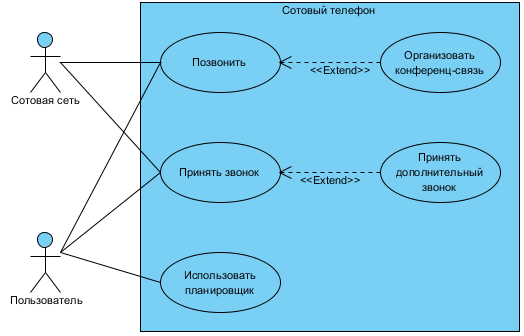 Сотовый телефон
Позвонить
Организовать
конференц-связь
<<Extend>>
Сотовая сеть
Принять звонок
Принять
дополнительный
звонок
<<Extend>>
Использовать
планировщик
Пользователь